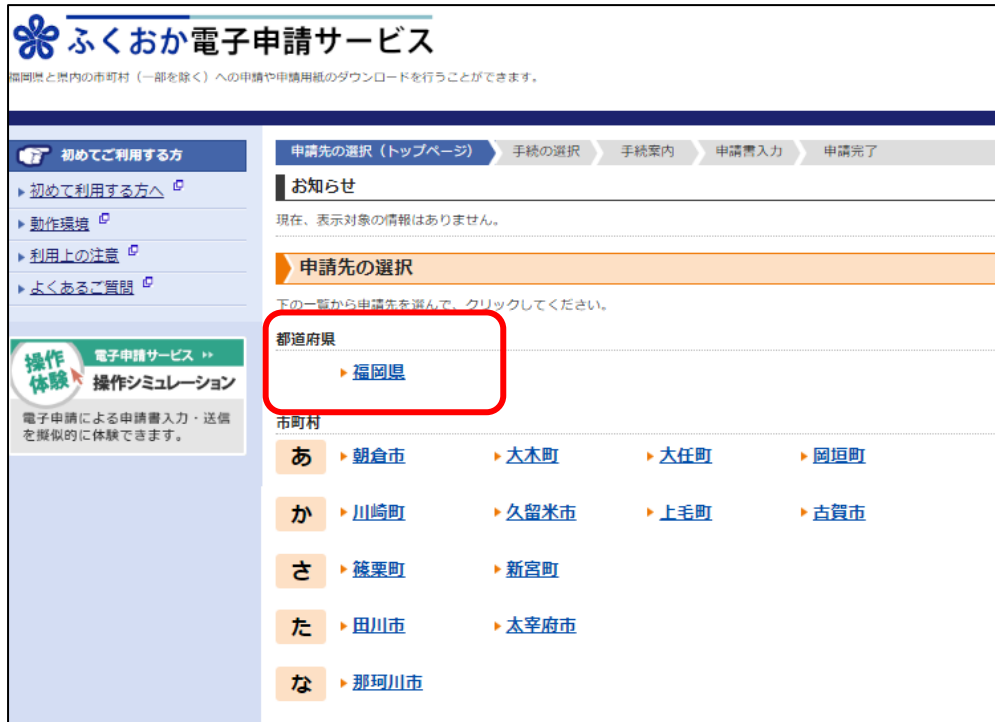 ふくおか電子申請サービス
福岡県と県内の市町村（一部を除く）への申請や申請用紙のダウンロードを行うことができます。
初めてご利用する方
初めて利用する方へ
動作環境
利用上の注意
よくあるご質問
操作体験
電子申請サービス
操作シミュレーション
電子申請による申請書入力・送信
を擬似的に体験できます。
申請先の選択（トップページ） 手続の選択 手続案内 申請書入力 申請完了
お知らせ
現在、表示対象の情報はありません。
申請先の選択
下の一覧から申請先を選んで、クリックしてください。
都道府県
福岡県
市町村
あ 朝倉市 大木町 大任町 岡垣町
か 川崎町 久留米市 上毛町 古賀市
さ 篠栗町 新宮町
た 田川市 太宰府市
な 那珂川市